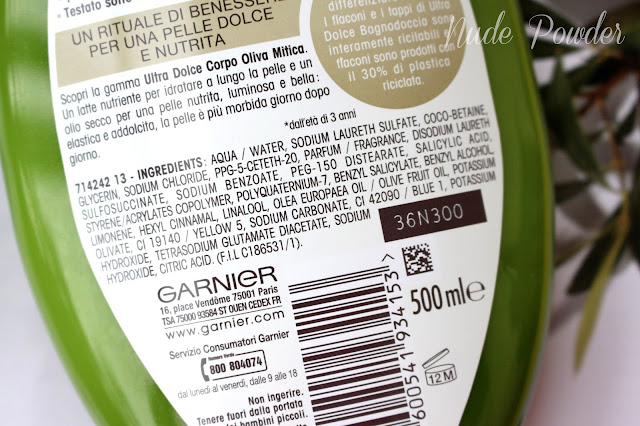 Testato sotto
UN RITUALE DI BENESSERE
PER UNA PELLE DOLCE
E NUTRITA
Scopri la gamma Ultra Dolce Corpo Oliva Mitica.
Un latte nutriente per idratare a lungo la pelle e un
olio secco per una pelle nutrita, luminosa e bella:
elastica e addolcita, la pelle è più morbida giorno dopo
giorno.
*dall'età di 3 anni
differenziazione.
I flaconi e i tappi di Ultra
Dolce Bagnodoccia sono
interamente riciclabili e i
flaconi sono prodotti con
il 30% di plastica
riciclata.
Nude Powder
714242 13 - INGREDIENTS: AQUA / WATER, SODIUM LAURETH SULFATE, COCO-BETAINE,
GLYCERIN, SODIUM CHLORIDE, PPG-5-CETETH-20, PARFUM / FRAGRANCE, DISODIUM LAURETH
SULFOSUCCINATE, SODIUM BENZOATE, PEG-150 DISTEARATE, SALICYLIC ACID,
STYRENE/ACRYLATES COPOLYMER, POLYQUATERNIUM-7, BENZYL SALICYLATE, BENZYL ALCOHOL,
LIMONENE, HEXYL CINNAMAL, LINALOOL, OLEA EUROPAEA OIL / OLIVE FRUIT OIL, POTASSIUM
OLIVATE, CI 19140 / YELLOW 5, SODIUM CARBONATE, CI 42090 / BLUE 1, POTASSIUM
HYDROXIDE, TETRASODIUM GLUTAMATE DIACETATE, SODIUM
HYDROXIDE, CITRIC ACID. (F.I.L C186531/1).
36N300
GARNIER
16, place Vendôme 75001 Paris
TSA 75000 93584 ST OUEN CEDEX FR
www.garnier.com
Servizio Consumatori Garnier
Numero Verde
800 804074
dal lunedì al venerdì, dalle 9 alle 18
Non ingerire.
Tenere fuori dalla portata
dei bambini piccoli.
600541 934153 >
500 ml e
12 M